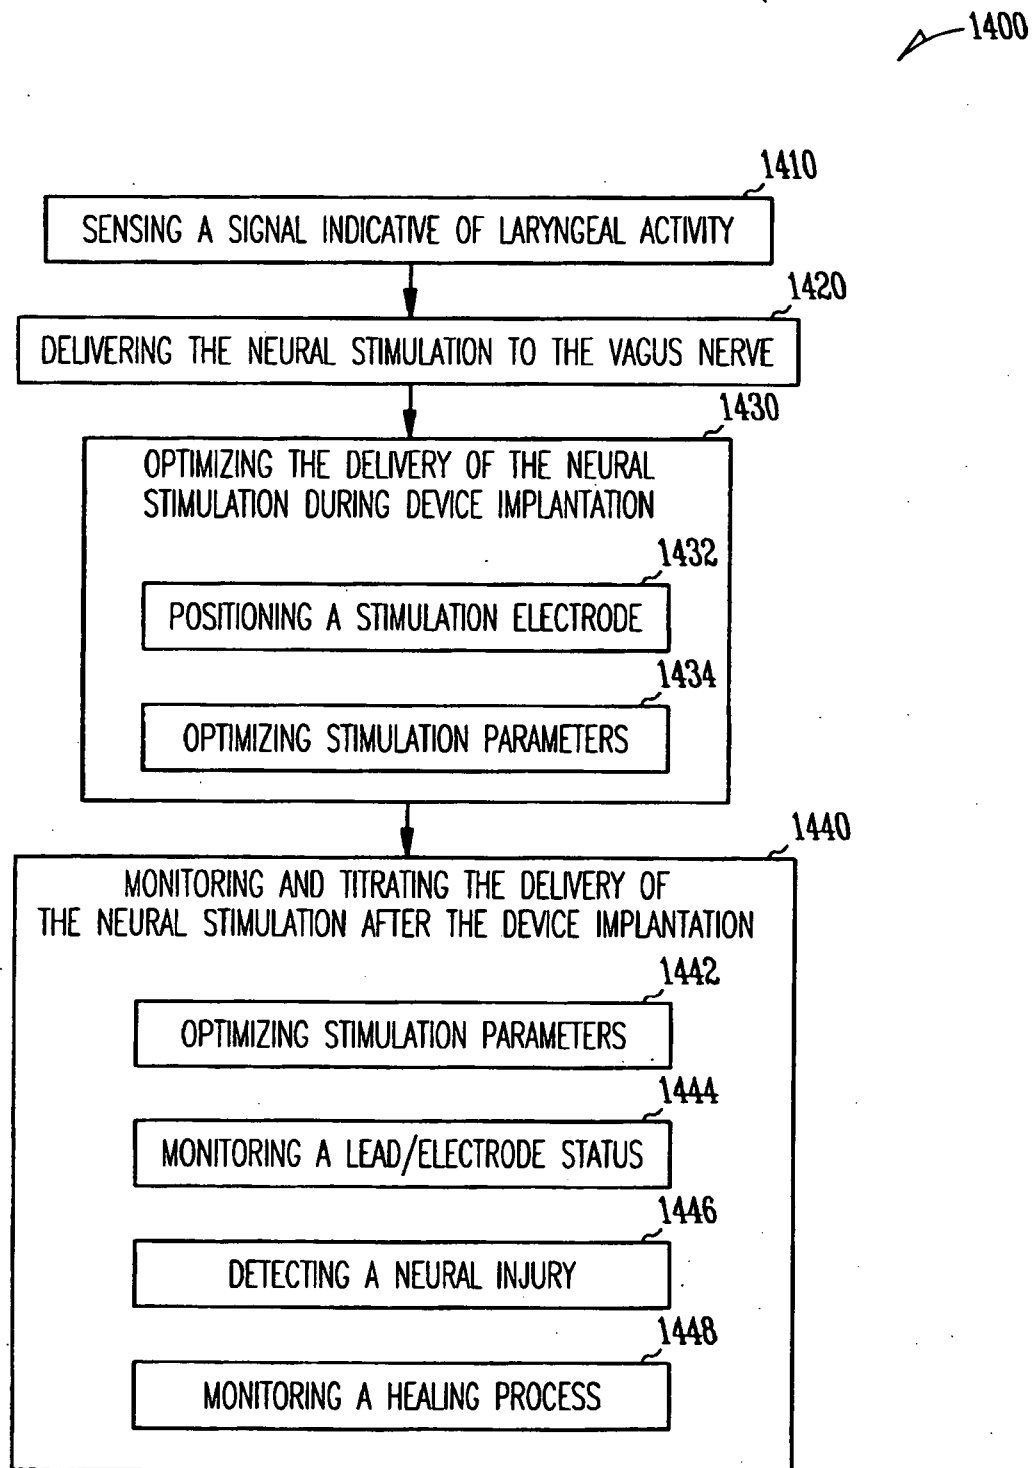 1400
1410
SENSING A SIGNAL INDICATIVE OF LARYNGEAL ACTIVITY
1420
DELIVERING THE NEURAL STIMULATION TO THE VAGUS NERVE
1430
OPTIMIZING THE DELIVERY OF THE NEURAL
STIMULATION DURING DEVICE IMPLANTATION
1432
POSITIONING A STIMULATION ELECTRODE
1434
OPTIMIZING STIMULATION PARAMETERS
1440
MONITORING AND TITRATING THE DELIVERY OF
THE NEURAL STIMULATION AFTER THE DEVICE IMPLANTATION
1442
OPTIMIZING STIMULATION PARAMETERS
1444
MONITORING A LEAD/ELECTRODE STATUS
1446
DETECTING A NEURAL INJURY
1448
MONITORING A HEALING PROCESS